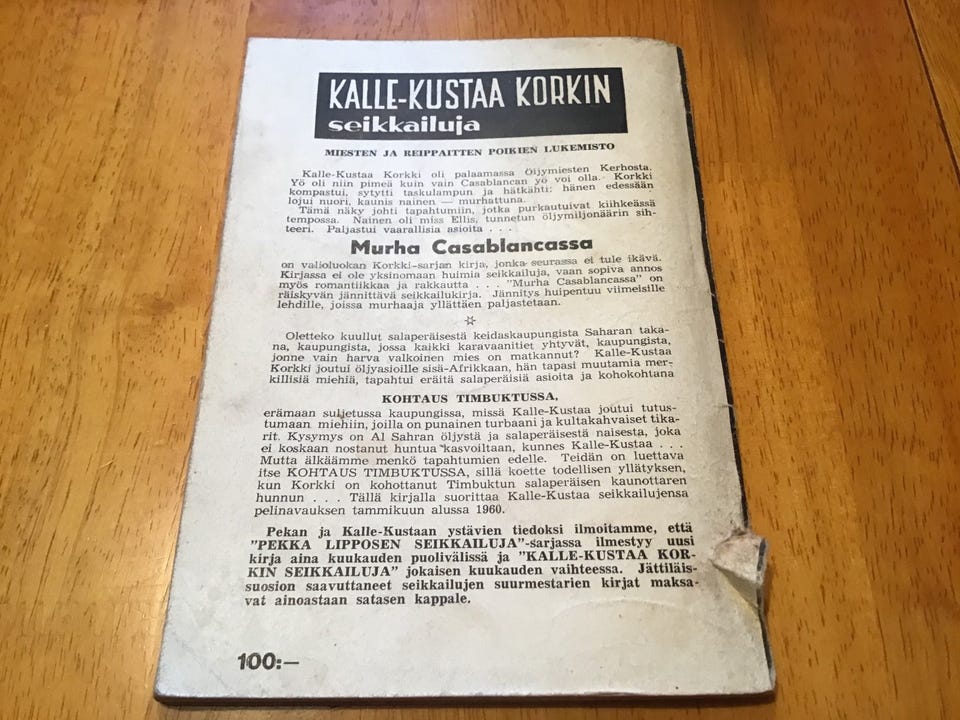 KALLE-KUSTAA KORKIN
seikkailuja
MIESTEN JA REIPPAITTEN POIKIEN LUKEMISTO
Kalle-Kustaa Korkki oli palaamassa Öljymiesten Kerhosta.
Yö oli niin pimeä kuin vain Casablancan yö voi olla. Korkki
kompastui, sytytti taskulampun ja hätkähti: hänen edessään
lojui nuori, kaunis nainen — murhattuna.
Tämä näky johti tapahtumiin, jotka purkautuivat kiihkeässä
tempossa. Nainen oli miss Ellis, tunnetun öljymiljonäärin sih-
teeri. Paljastui vaarallisia asioita . . .
Murha Casablancassa
on valioluokan Korkki-sarjan kirja, jonka seurassa ei tule ikävä.
Kirjassa ei ole yksinomaan huimia seikkailuja, vaan sopiva annos
myös romantiikkaa ja rakkautta . . . "Murha Casablancassa" on
räiskyvän jännittävä seikkailukirja. Jännitys huipentuu viimeisille
lehdille, joissa murhaaja yllättäen paljastetaan.
Oletteko kuullut salaperäisestä keidaskaupungista Saharan taka-
na, kaupungista, jossa kaikki karavaanitiet yhtyvät, kaupungista,
jonne vain harva valkoinen mies on matkannut? Kalle-Kustaa
Korkki joutui öljyasioille sisä-Afrikkaan, hän tapasi muutamia mer-
killisiä miehiä, tapahtui eräitä salaperäisiä asioita ja kohokohtana
KOHTAUS TIMBUKTUSSA,
erämaan suljetussa kaupungissa, missä Kalle-Kustaa joutui tutus-
tumaan miehiin, joilla on punainen turbaani ja kultakahvaiset tika-
rit. Kysymys on Al Sahran öljystä ja salaperäisestä naisesta, joka
ei koskaan nostanut huntua kasvoiltaan, kunnes Kalle-Kustaa . . .
Mutta älkäämme menkö tapahtumien edelle. Teidän on luettava
itse KOHTAUS TIMBUKTUSSA, sillä koette todellisen yllätyksen,
kun Korkki on kohottanut Timbuktun salaperäisen kaunottaren
hunnun . . . Tällä kirjalla suorittaa Kalle-Kustaa seikkailujensa
pelinavauksen tammikuun alussa 1960.
Pekan ja Kalle-Kustaan ystävien tiedoksi ilmoitamme, että
"PEKKA LIPPOSEN SEIKKAILUJA"-sarjassa ilmestyy uusi
kirja aina kuukauden puolivälissä ja "KALLE-KUSTAA KOR-
KIN SEIKKAILUJA" jokaisen kuukauden vaihteessa. Jättiläis-
suosion saavuttaneet seikkailujen suurmestarien kirjat maksa-
vat ainoastaan satasen kappale.
100:—